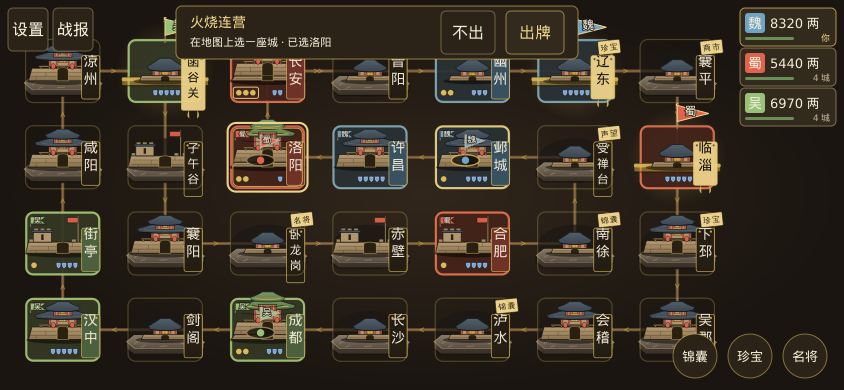 设置
战报
火烧连营
在地图上选一座城 · 已选洛阳
不出
出牌
魏
8320 两
你
蜀
5440 两
4 城
吴
6970 两
4 城
凉州
函谷关
长安
晋阳
幽州
魏
珍宝
辽东
商市
襄平
咸阳
子午谷
洛阳
许昌
魏
邺城
声望
受禅台
蜀
临淄
街亭
襄阳
名将
卧龙岗
赤壁
合肥
锦囊
南徐
珍宝
下邳
汉中
剑阁
成都
长沙
锦囊
泸水
会稽
吴
锦囊
珍宝
名将